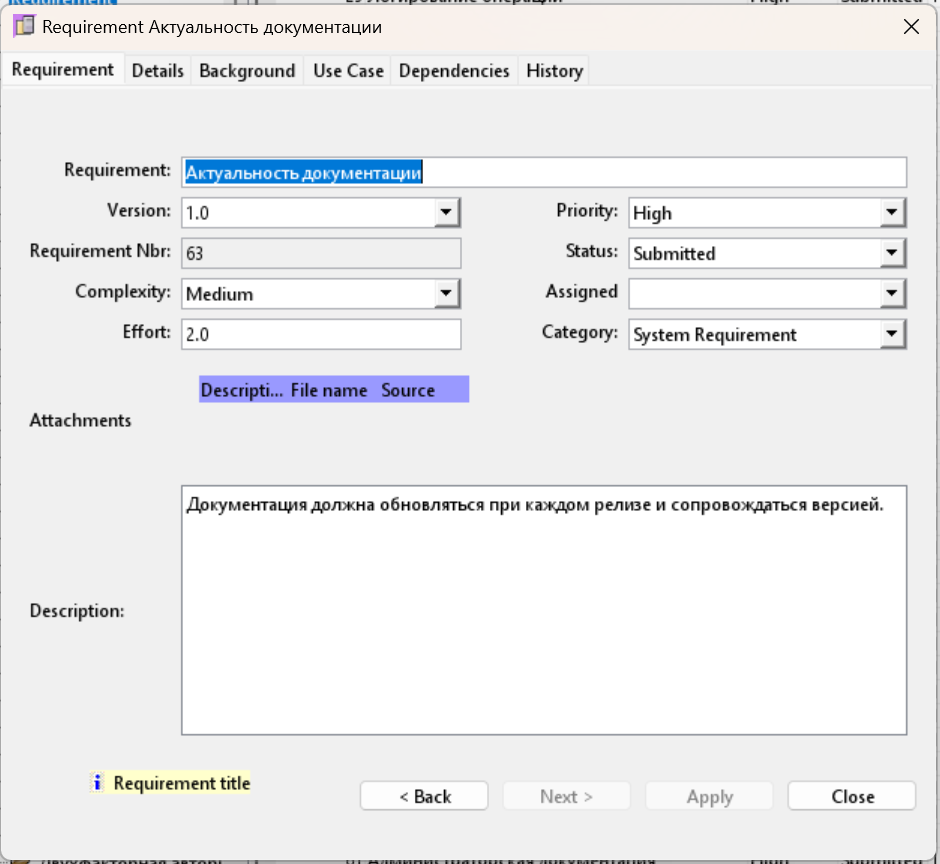 Requirement Актуальность документации
Requirement Details Background Use Case Dependencies History
Requirement: Актуальность документации
Version: 1.0 Priority: High
Requirement Nbr: 63 Status: Submitted
Complexity: Medium Assigned
Effort: 2.0 Category: System Requirement
Descripti... File name Source
Attachments
Документация должна обновляться при каждом релизе и сопровождаться версией.
Description:
i Requirement title
< Back Next > Apply Close